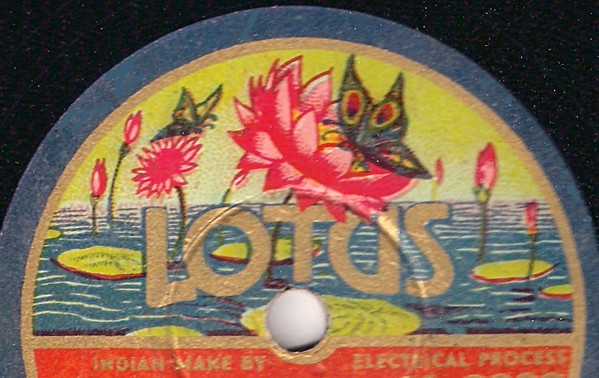 LOTUS
INDIAN MAKE BY ELECTRICAL PROCESS